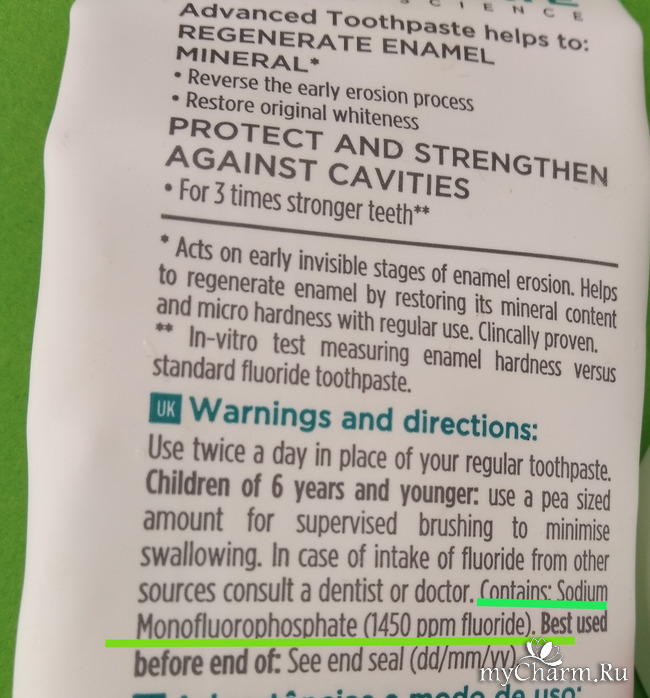 SCIENCE
Advanced Toothpaste helps to:
REGENERATE ENAMEL
MINERAL*
• Reverse the early erosion process
• Restore original whiteness
PROTECT AND STRENGTHEN
AGAINST CAVITIES
• For 3 times stronger teeth**
* Acts on early invisible stages of enamel erosion. Helps
to regenerate enamel by restoring its mineral content
and micro hardness with regular use. Clincally proven.
** In-vitro test measuring enamel hardness versus
standard fluoride toothpaste.
UK Warnings and directions:
Use twice a day in place of your regular toothpaste.
Children of 6 years and younger: use a pea sized
amount for supervised brushing to minimise
swallowing. In case of intake of fluoride from other
sources consult a dentist or doctor. Contains: Sodium
Monofluorophosphate (1450 ppm fluoride). Best used
before end of: See end seal (dd/mm/yy)
myCharm.Ru
e modo de uso: